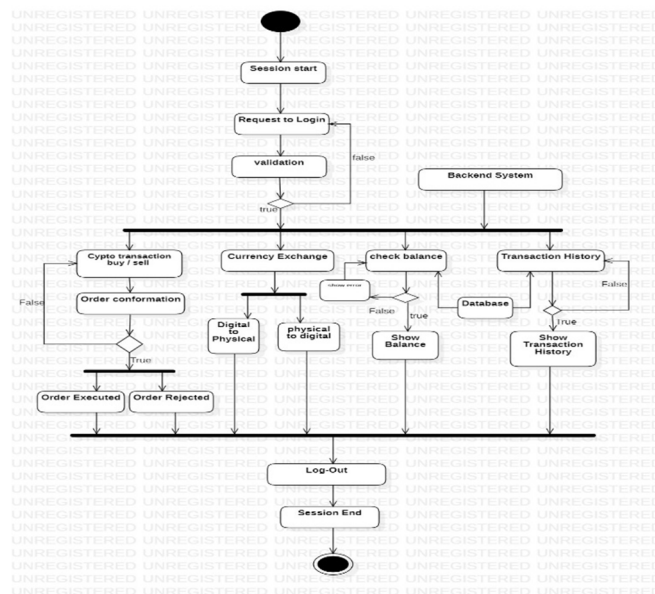 Session start
Request to Login
validation
false
true
Backend System
Cypto transaction
buy / sell
Currency Exchange
check balance
Transaction History
show error
False
Order conformation
Database
False
False
true
True
Digital
to
Physical
physical
to digital
Show
Balance
Show
Transaction
History
True
Order Executed
Order Rejected
Log-Out
Session End
UNREGISTERED